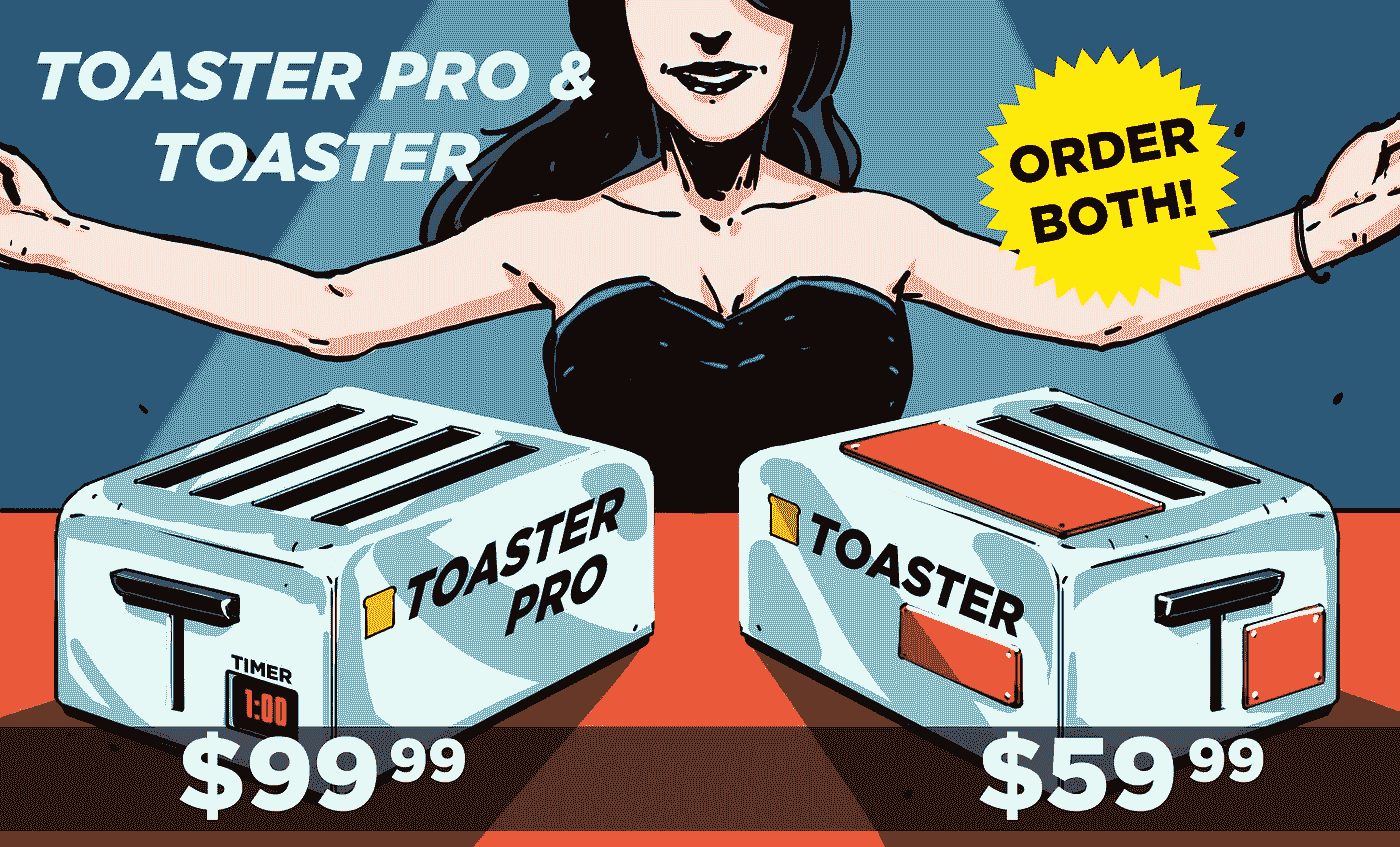 TOASTER PRO &
TOASTER
ORDER
BOTH!
TOASTER
PRO
TIMER
1:00
TOASTER
$99 99
$59 99